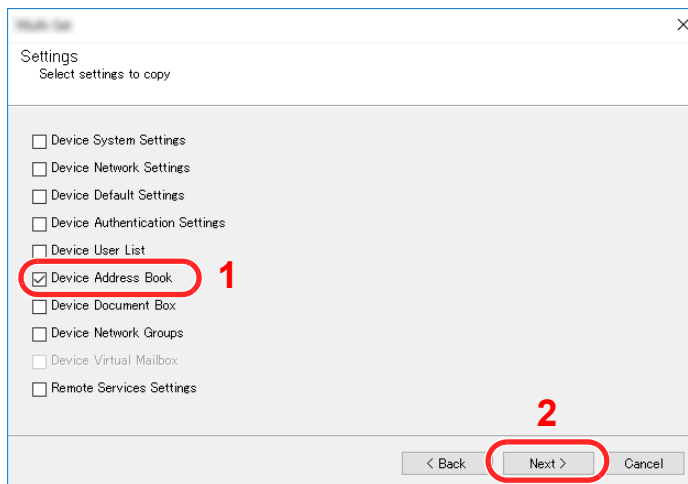 Settings
Select settings to copy
Device System Settings
Device Network Settings
Device Default Settings
Device Authentication Settings
Device User List
Device Address Book
1
Device Document Box
Device Network Groups
Device Virtual Mailbox
Remote Services Settings
2
< Back Next > Cancel